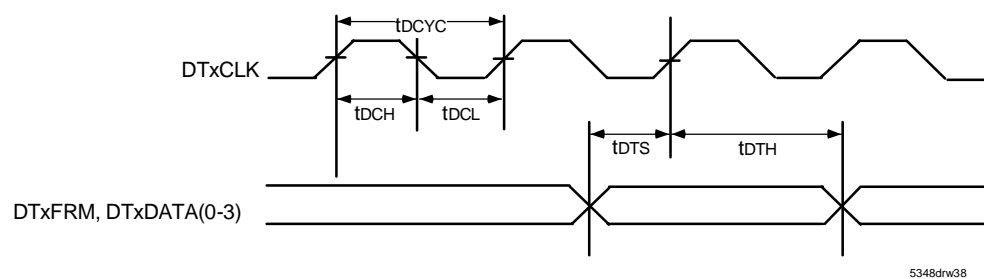 tDCYC
DTxCLK
tDCH
tDCL
tDTS
tDTH
DTxFRM, DTxDATA(0-3)
5348drw38